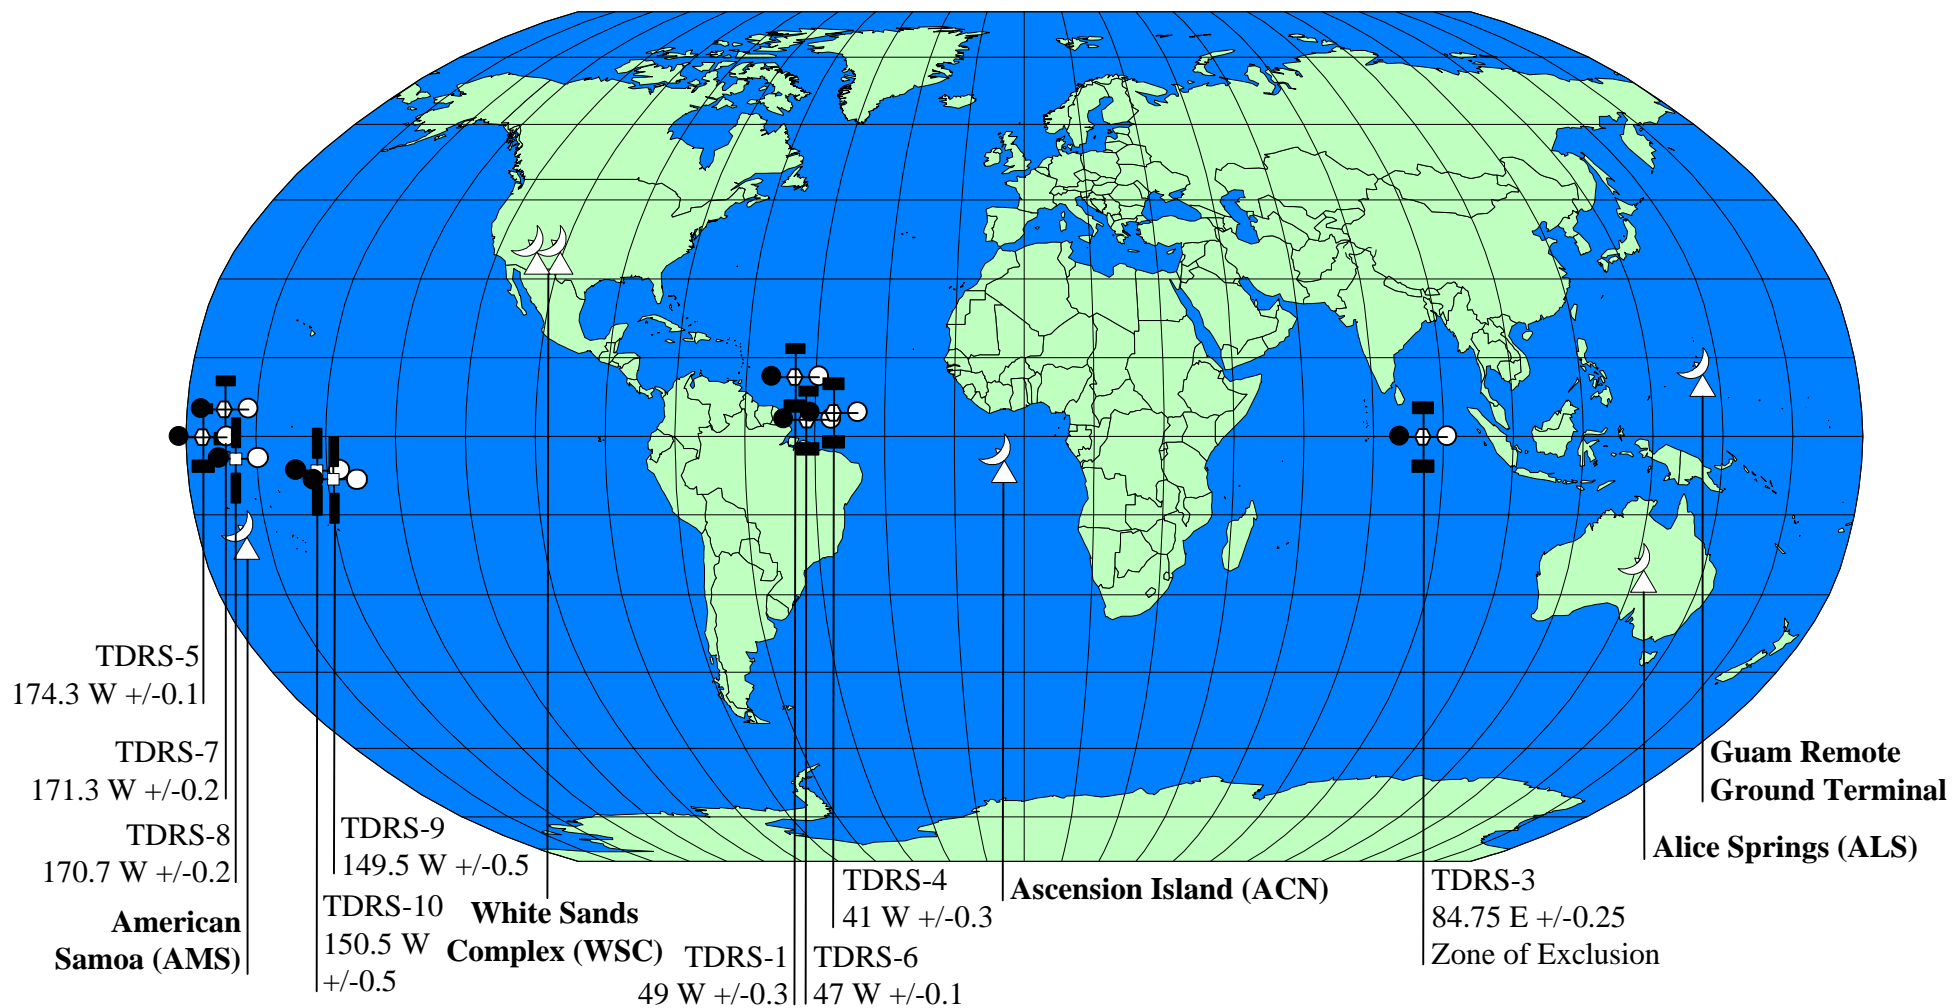 TDRS-5
174.3 W +/-0.1
TDRS-7
171.3 W +/-0.2
TDRS-8
170.7 W +/-0.2
American
Samoa (AMS)
TDRS-9
149.5 W +/-0.5
TDRS-10
150.5 W
+/-0.5
White Sands
Complex (WSC)
TDRS-1
49 W +/-0.3
TDRS-6
47 W +/-0.1
TDRS-4
41 W +/-0.3
Ascension Island (ACN)
TDRS-3
84.75 E +/-0.25
Zone of Exclusion
Alice Springs (ALS)
Guam Remote
Ground Terminal